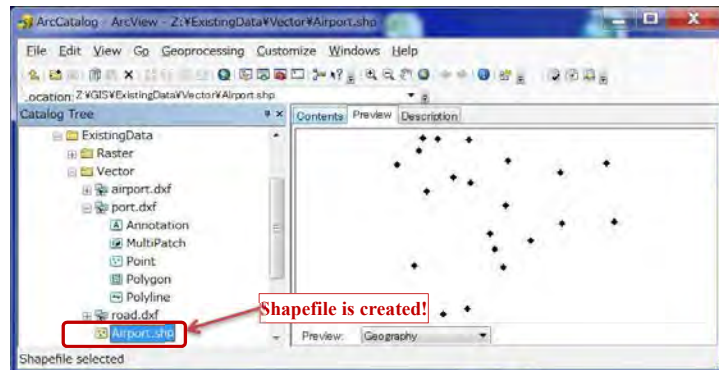 ArcCatalog - ArcView - Z:¥ExistingData¥Vector¥Airport.shp
File Edit View Go Geoprocessing Customize Windows Help
Location: Z:¥GIS¥ExistingData¥Vector¥Airport.shp
Catalog Tree
Contents Preview Description
ExistingData
Raster
Vector
airport.dxf
port.dxf
Annotation
MultiPatch
Point
Polygon
Polyline
road.dxf
Airport.shp
Shapefile is created!
Preview: Geography
Shapefile selected